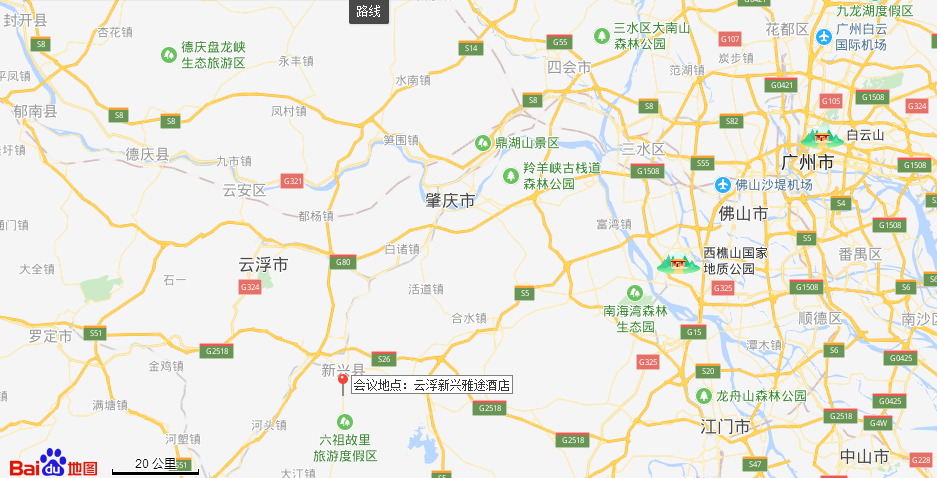 路线
封开县
杏花镇
三水区大南山
森林公园
花都区
九龙湖度假区
广州白云
国际机场
S8
德庆盘龙峡
生态旅游区
永丰镇
S14
G55
G107
炭步镇
四会市
范湖镇
平凤镇
水南镇
G0421
郁南县
凤村镇
S8
S8
S8
S8
G105
G1508
G324
S82
笋围镇
鼎湖山景区
白云山
德庆县
九市镇
三水区
广州市
羚羊峡古栈道
森林公园
G1508
S55
G1508
云安区
G321
佛山沙堤机场
肇庆市
佛山市
S4
都杨镇
富湾镇
通门镇
G1508
S5
白诸镇
西樵山国家
地质公园
番禺区
云浮市
G80
大全镇
石一
G324
活道镇
S5
南海湾森林
生态园
G325
G1508
S6
合水镇
顺德区
南沙区
罗定市
S51
G15
G2518
S26
潭木镇
S6
G0425
金鸡镇
新兴县
G325
S20
会议地点：云浮新兴雅途酒店
满塘镇
龙舟山森林公园
G2518
G0425
河头镇
六祖故里
旅游度假区
江门市
G2518
G4W
河塱镇
G2518
中山市
Bai du 地图
20 公里
S1
大江镇
S5
S47
G228